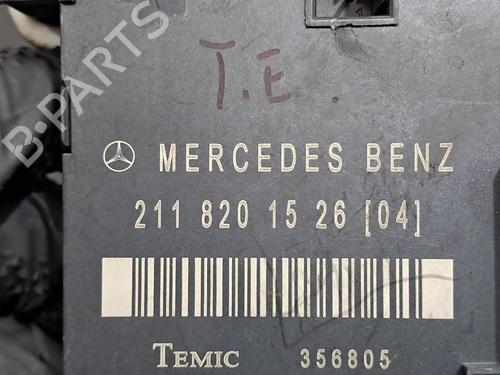 B-PARTS
T.E
MERCEDES BENZ
211 820 15 26 [04]
TEMIC 356805